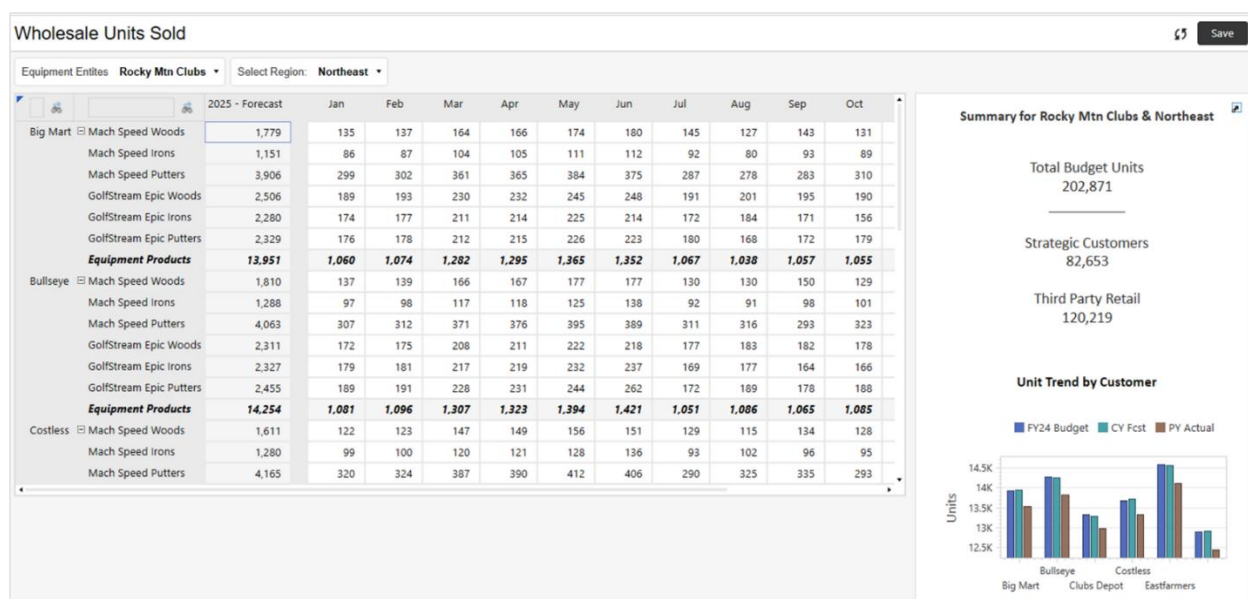 Wholesale Units Sold
Save
Equipment Entites Rocky Mtn Clubs Select Region: Northeast
2025 - Forecast Jan Feb Mar Apr May Jun Jul Aug Sep Oct
Big Mart Mach Speed Woods 1,779 135 137 164 166 174 180 145 127 143 131
Mach Speed Irons 1,151 86 87 104 105 111 112 92 80 93 89
Mach Speed Putters 3,906 299 302 361 365 384 375 287 278 283 310
GolfStream Epic Woods 2,506 189 193 230 232 245 248 191 201 195 190
GolfStream Epic Irons 2,280 174 177 211 214 225 214 172 184 171 156
GolfStream Epic Putters 2,329 176 178 212 215 226 223 180 168 172 179
Equipment Products 13,951 1,060 1,074 1,282 1,295 1,365 1,352 1,067 1,038 1,057 1,055
Bullseye Mach Speed Woods 1,810 137 139 166 167 177 177 130 130 150 129
Mach Speed Irons 1,288 97 98 117 118 125 138 92 91 98 101
Mach Speed Putters 4,063 307 312 371 376 395 389 311 316 293 323
GolfStream Epic Woods 2,311 172 175 208 211 222 218 177 183 182 178
GolfStream Epic Irons 2,327 179 181 217 219 232 237 169 177 164 166
GolfStream Epic Putters 2,455 189 191 228 231 244 262 172 189 178 188
Equipment Products 14,254 1,081 1,096 1,307 1,323 1,394 1,421 1,051 1,086 1,065 1,085
Costless Mach Speed Woods 1,611 122 123 147 149 156 151 129 115 134 128
Mach Speed Irons 1,280 99 100 120 121 128 136 93 102 96 95
Mach Speed Putters 4,165 320 324 387 390 412 406 290 325 335 293
Summary for Rocky Mtn Clubs & Northeast
Total Budget Units
202,871
Strategic Customers
82,653
Third Party Retail
120,219
Unit Trend by Customer
FY24 Budget CY Fcst PY Actual
Units
14.5K
14K
13.5K
13K
12.5K
Bullseye Costless
Big Mart Clubs Depot Eastfarmers